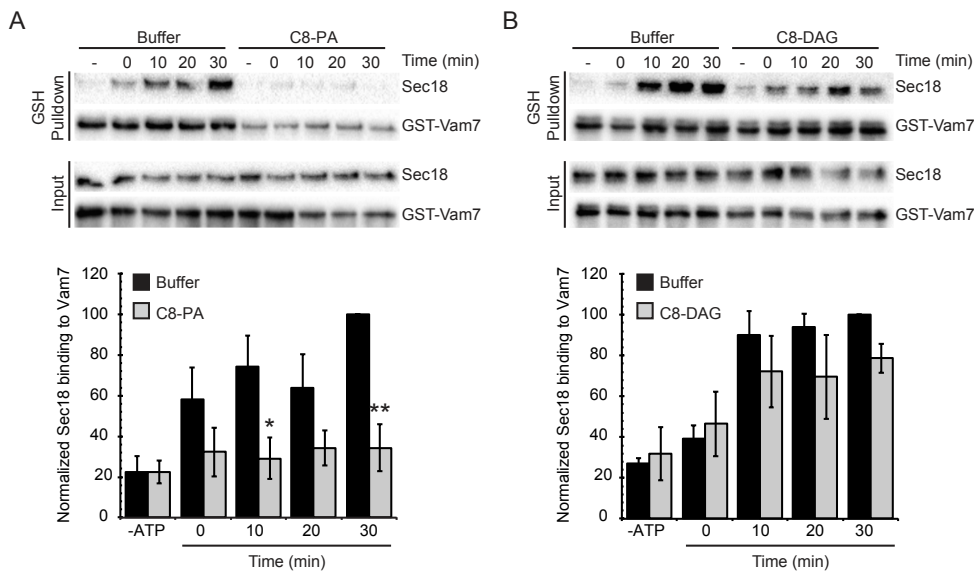 A
Buffer
C8-PA
- 0 10 20 30 - 0 10 20 30 Time (min)
GSH
Pulldown
Sec18
GST-Vam7
Input
Sec18
GST-Vam7
Normalized Sec18 binding to Vam7
120
100
80
60
40
20
0
Buffer
C8-PA
*
**
-ATP 0 10 20 30
Time (min)
B
Buffer
C8-DAG
- 0 10 20 30 - 0 10 20 30 Time (min)
GSH
Pulldown
Sec18
GST-Vam7
Input
Sec18
GST-Vam7
Normalized Sec18 binding to Vam7
120
100
80
60
40
20
0
Buffer
C8-DAG
-ATP 0 10 20 30
Time (min)